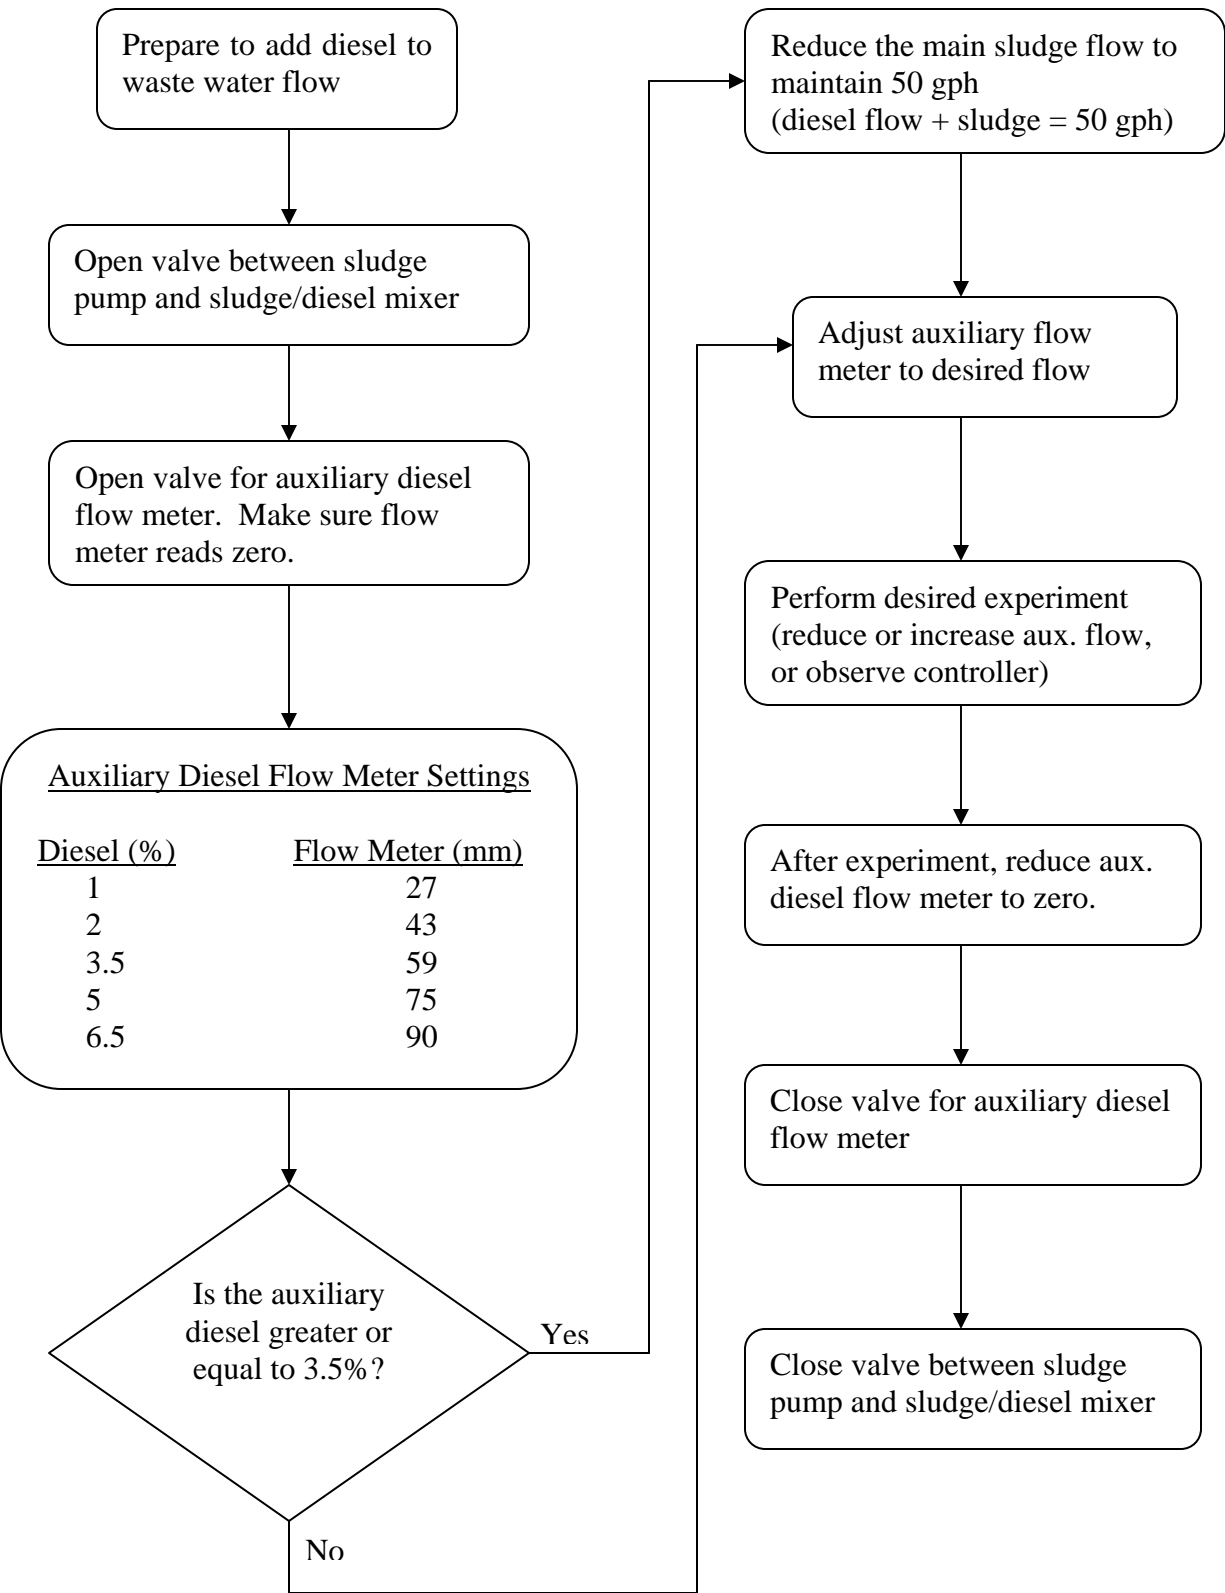 Prepare to add diesel to
waste water flow
Open valve between sludge
pump and sludge/diesel mixer
Open valve for auxiliary diesel
flow meter.  Make sure flow
meter reads zero.
Auxiliary Diesel Flow Meter Settings
Diesel (%) Flow Meter (mm)
1 27
2 43
3.5 59
5 75
6.5 90
Is the auxiliary
diesel greater or
equal to 3.5%?
Yes
No
Reduce the main sludge flow to
maintain 50 gph
(diesel flow + sludge = 50 gph)
Adjust auxiliary flow
meter to desired flow
Perform desired experiment
(reduce or increase aux. flow,
or observe controller)
After experiment, reduce aux.
diesel flow meter to zero.
Close valve for auxiliary diesel
flow meter
Close valve between sludge
pump and sludge/diesel mixer